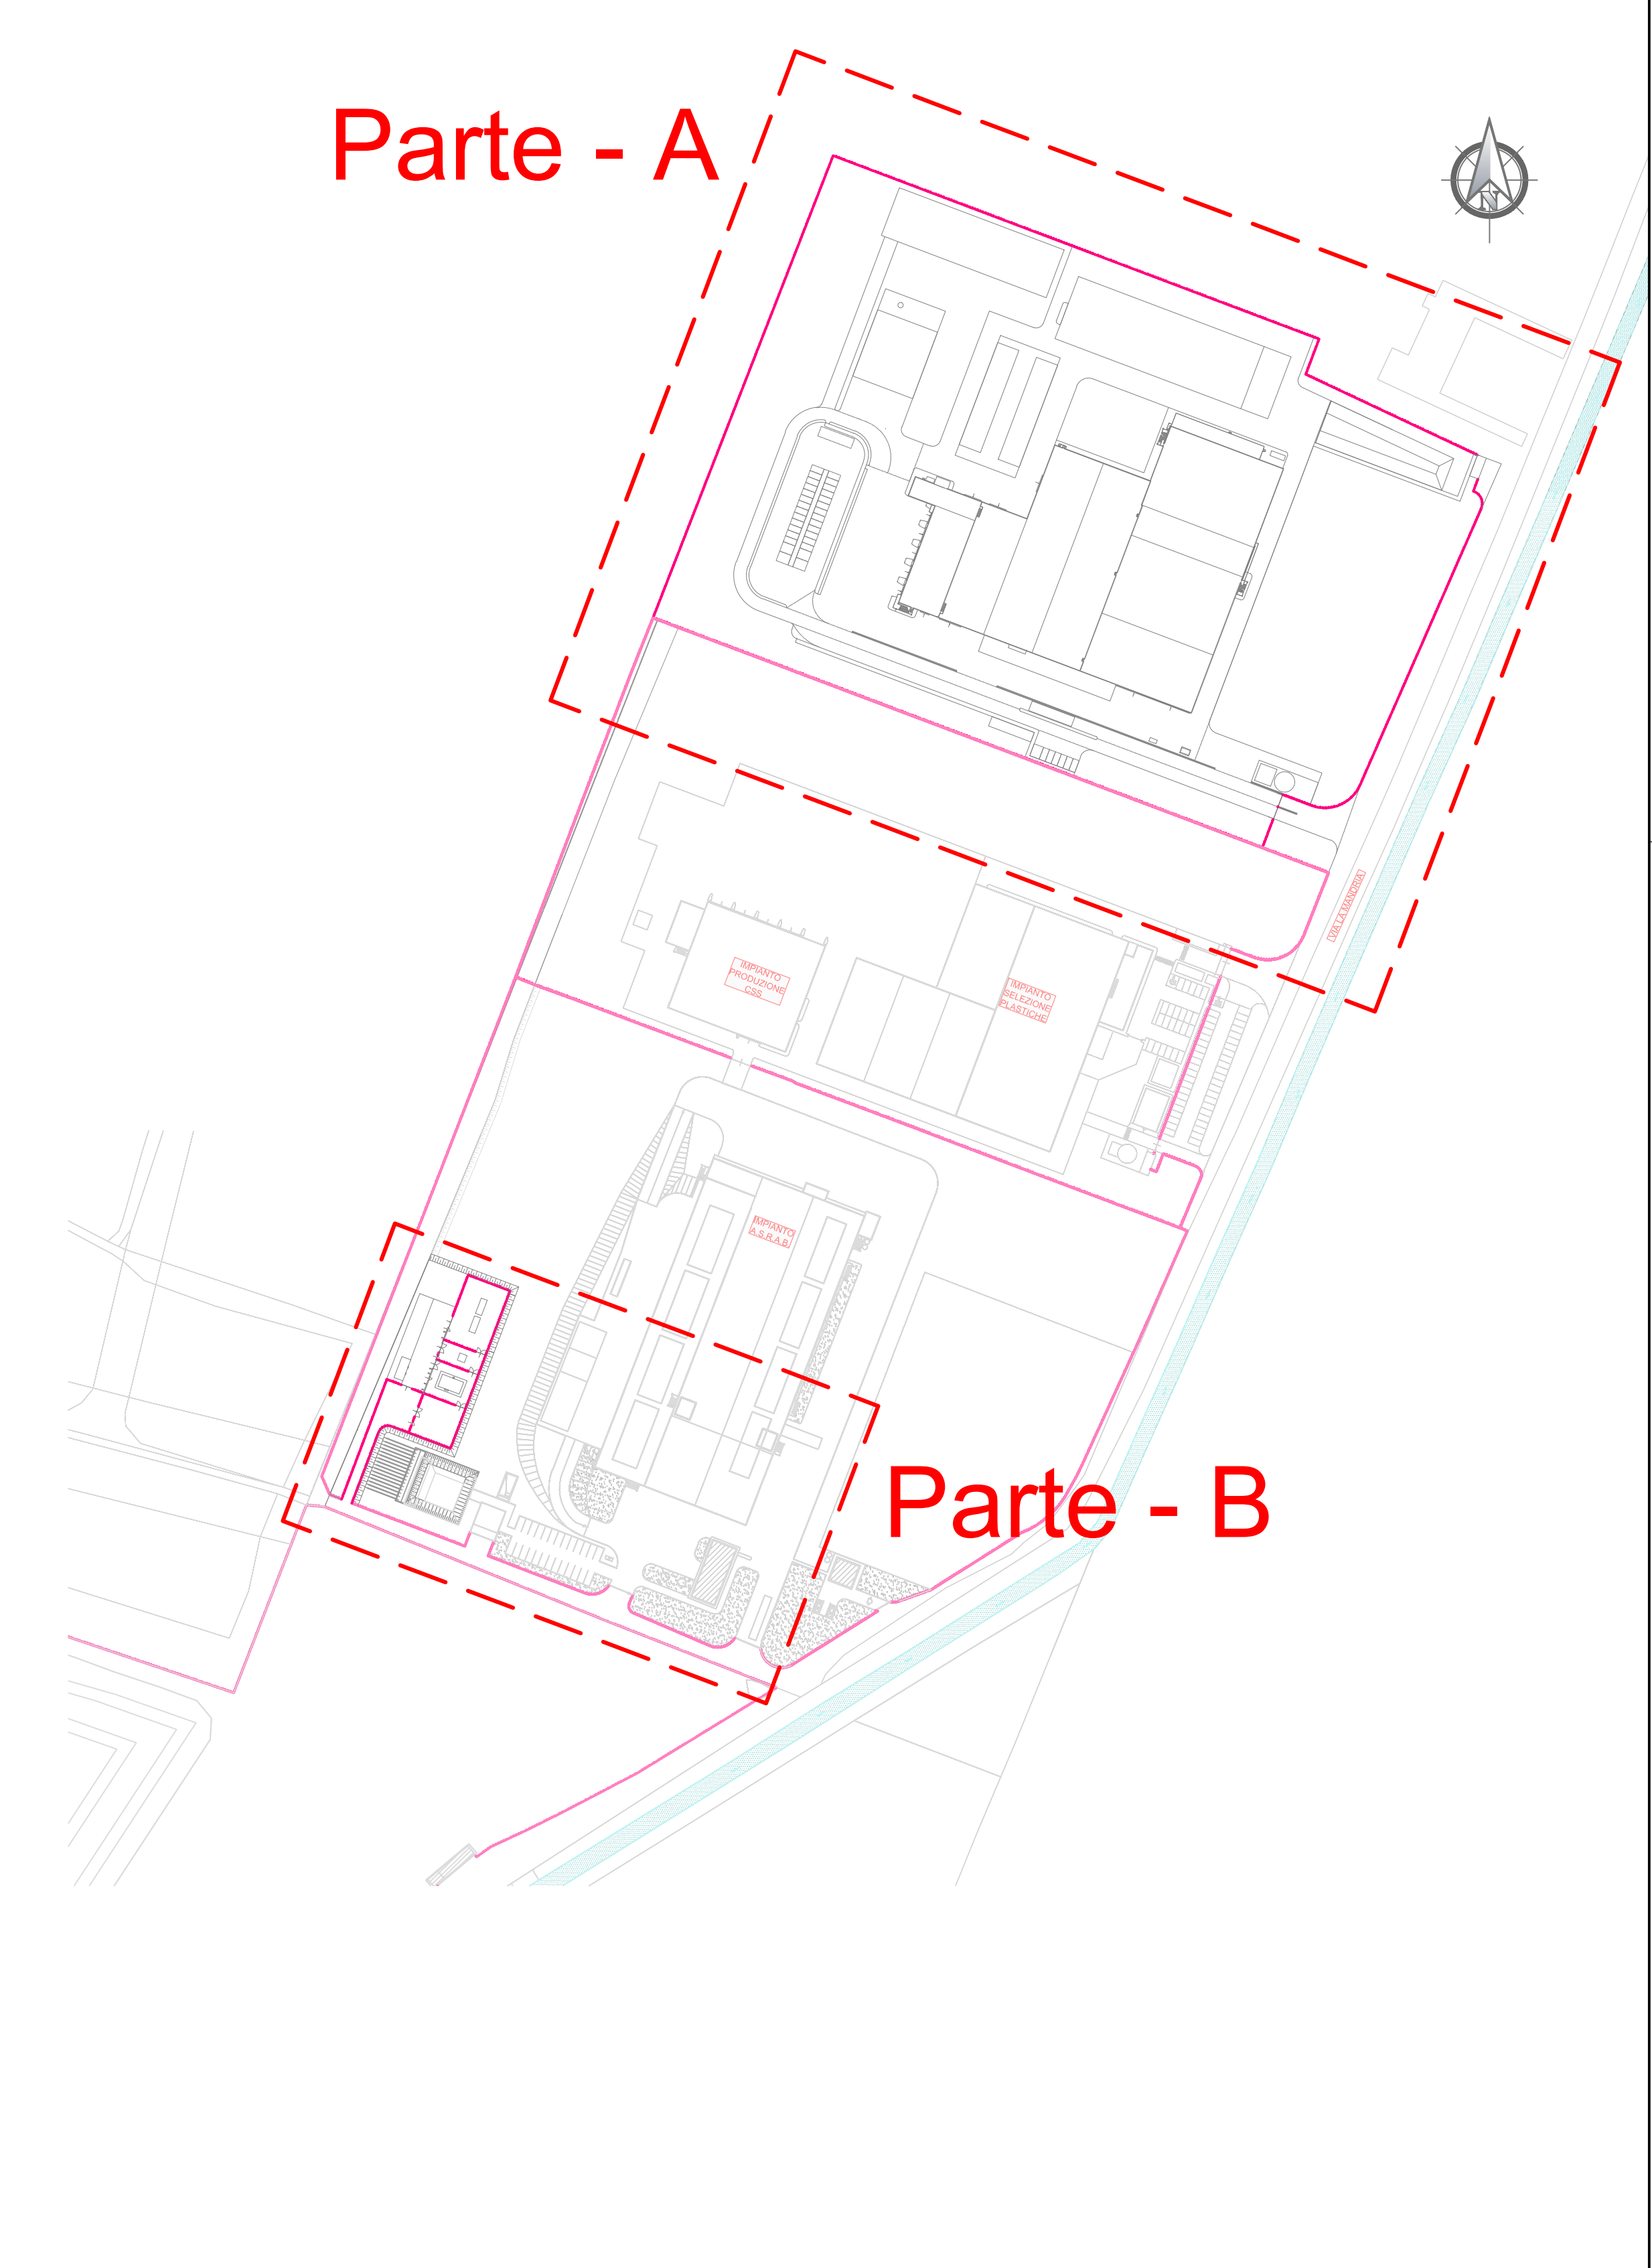 Parte - A
N
VIA LA MANDRIA
IMPIANTO
PRODUZIONE
CSS
IMPIANTO
SELEZIONE
PLASTICHE
IMPIANTO
A.S.R.A.B.
Parte - B